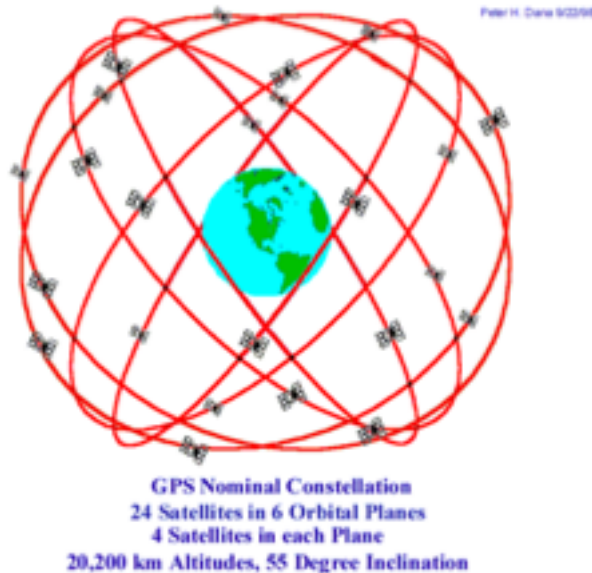 Peter H. Dana 9/22/98
GPS Nominal Constellation
24 Satellites in 6 Orbital Planes
4 Satellites in each Plane
20,200 km Altitudes, 55 Degree Inclination